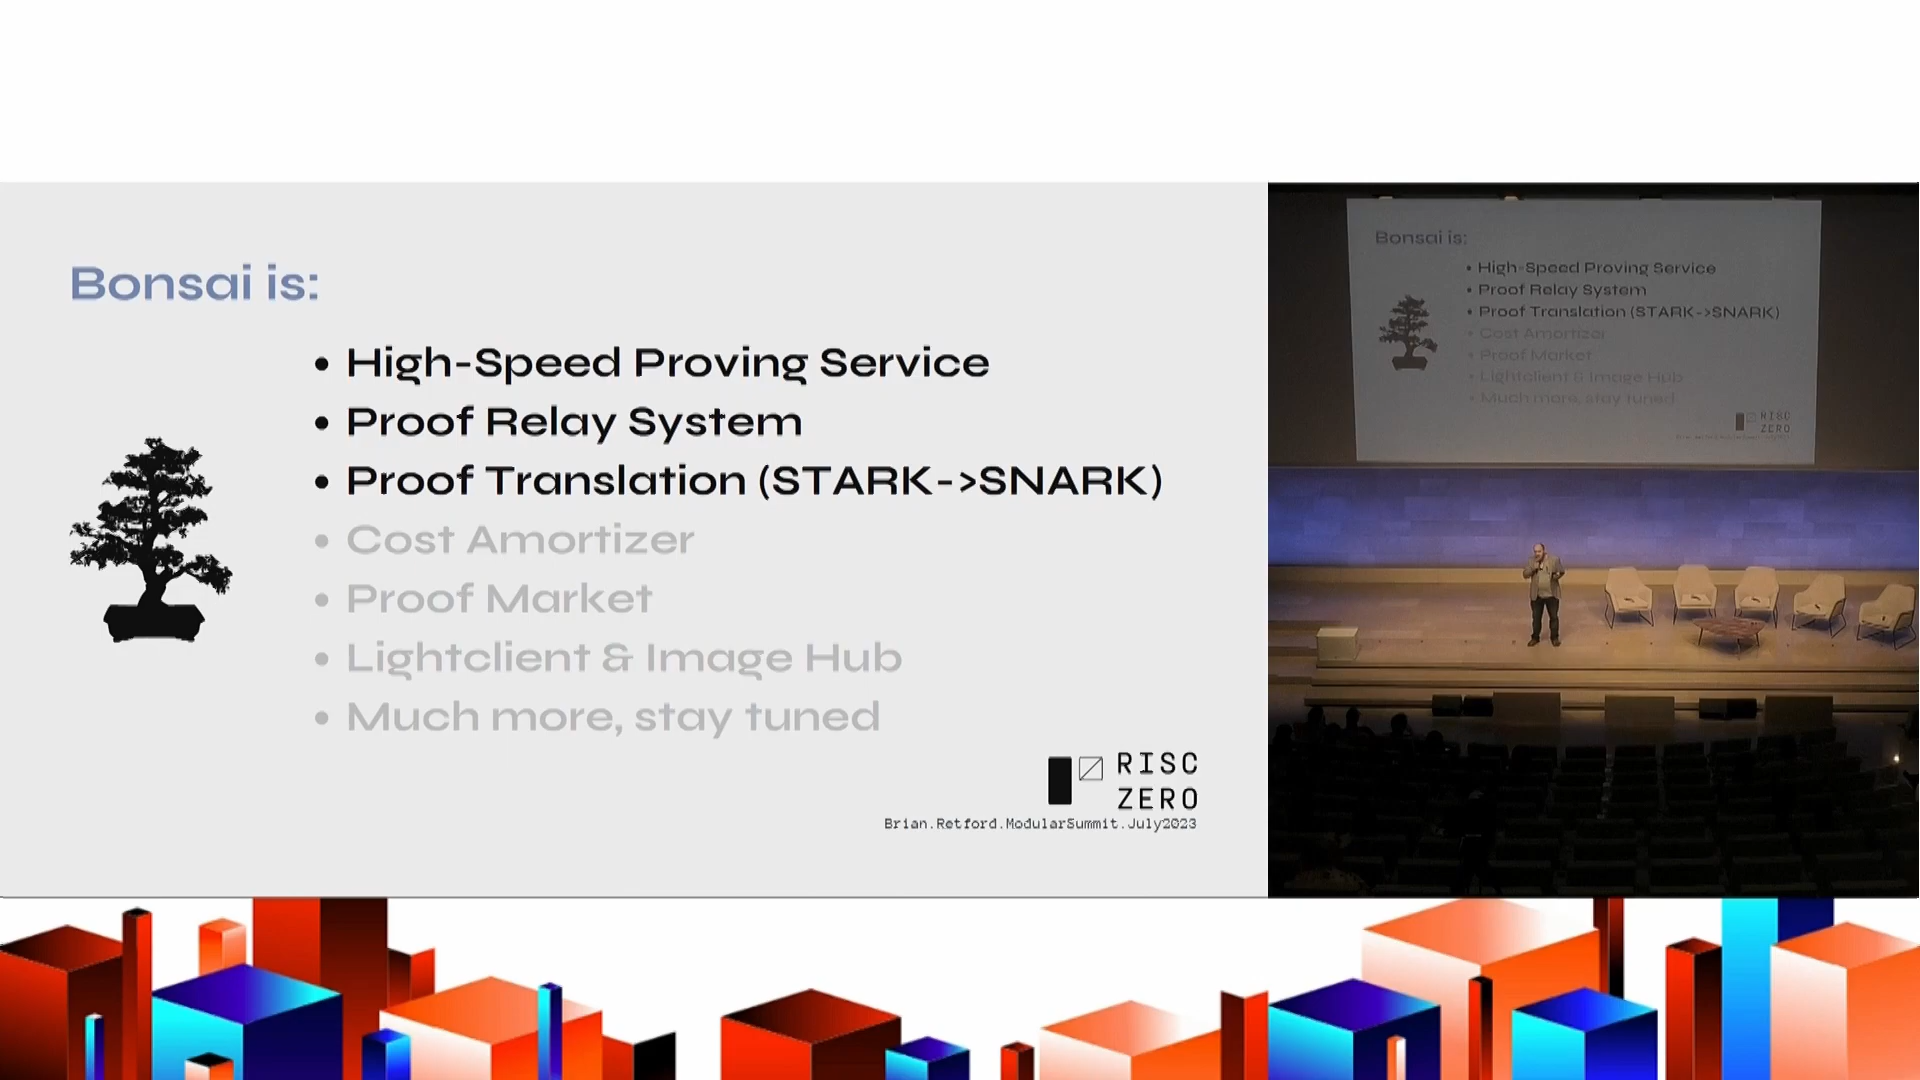 Bonsai is:
• High-Speed Proving Service
• Proof Relay System
• Proof Translation (STARK->SNARK)
• Cost Amortizer
• Proof Market
• Lightclient & Image Hub
• Much more, stay tuned
RISC
ZERO
Brian.Retford.ModularSummit.July2023
Bonsai is:
• High-Speed Proving Service
• Proof Relay System
• Proof Translation (STARK->SNARK)
• Cost Amortizer
• Proof Market
• Lightclient & Image Hub
• Much more, stay tuned
RISC
ZERO